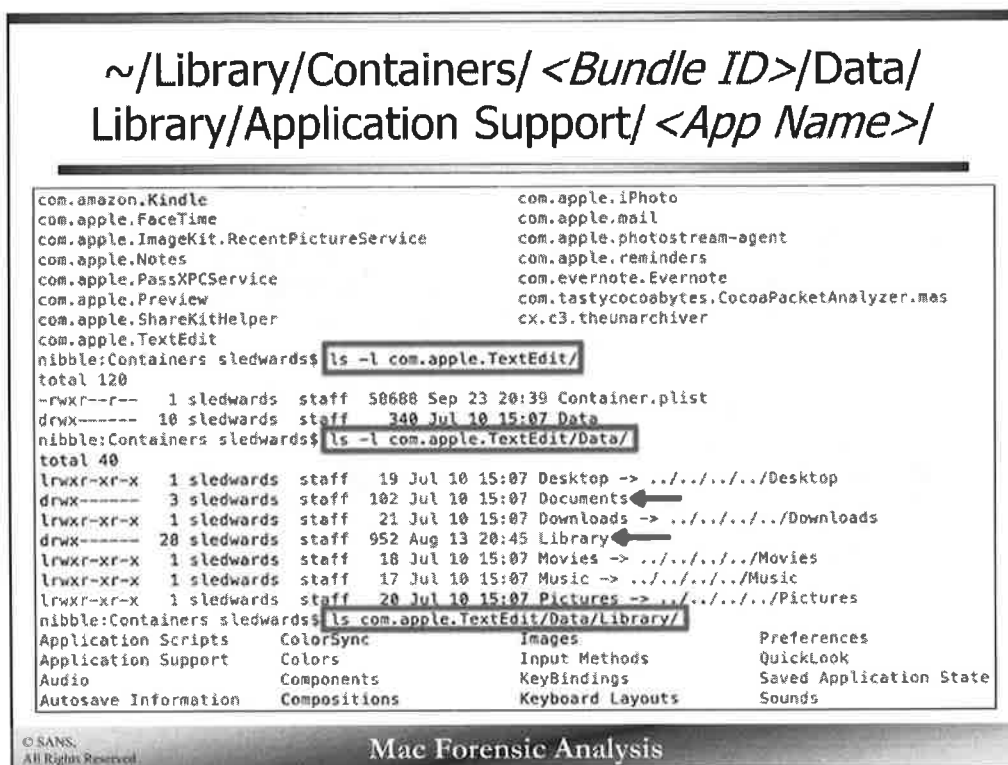 ~/Library/Containers/<Bundle ID>/Data/
Library/Application Support/<App Name>/
com.amazon.Kindle com.apple.iPhoto
com.apple.FaceTime com.apple.mail
com.apple.ImageKit.RecentPictureService com.apple.photostream-agent
com.apple.Notes com.apple.reminders
com.apple.PassXPCService com.evernote.Evernote
com.apple.Preview com.tastycocoabytes.CocoaPacketAnalyzer.mas
com.apple.ShareKitHelper cx.c3.theunarchiver
com.apple.TextEdit
nibble:Containers sledwards$ ls -l com.apple.TextEdit/
total 120
-rwxr--r-- 1 sledwards staff 58688 Sep 23 20:39 Container.plist
drwx------ 10 sledwards staff 340 Jul 10 15:07 Data
nibble:Containers sledwards$ ls -l com.apple.TextEdit/Data/
total 40
lrwxr-xr-x 1 sledwards staff 19 Jul 10 15:07 Desktop -> ../../../../Desktop
drwx------ 3 sledwards staff 102 Jul 10 15:07 Documents
lrwxr-xr-x 1 sledwards staff 21 Jul 10 15:07 Downloads -> ../../../../Downloads
drwx------ 28 sledwards staff 952 Aug 13 20:45 Library
lrwxr-xr-x 1 sledwards staff 18 Jul 10 15:07 Movies -> ../../../../Movies
lrwxr-xr-x 1 sledwards staff 17 Jul 10 15:07 Music -> ../../../../Music
lrwxr-xr-x 1 sledwards staff 20 Jul 10 15:07 Pictures -> ../../../../Pictures
nibble:Containers sledwards$ ls com.apple.TextEdit/Data/Library/
Application Scripts ColorSync Images Preferences
Application Support Colors Input Methods QuickLook
Audio Components KeyBindings Saved Application State
Autosave Information Compositions Keyboard Layouts Sounds
© SANS,
All Rights Reserved
Mac Forensic Analysis